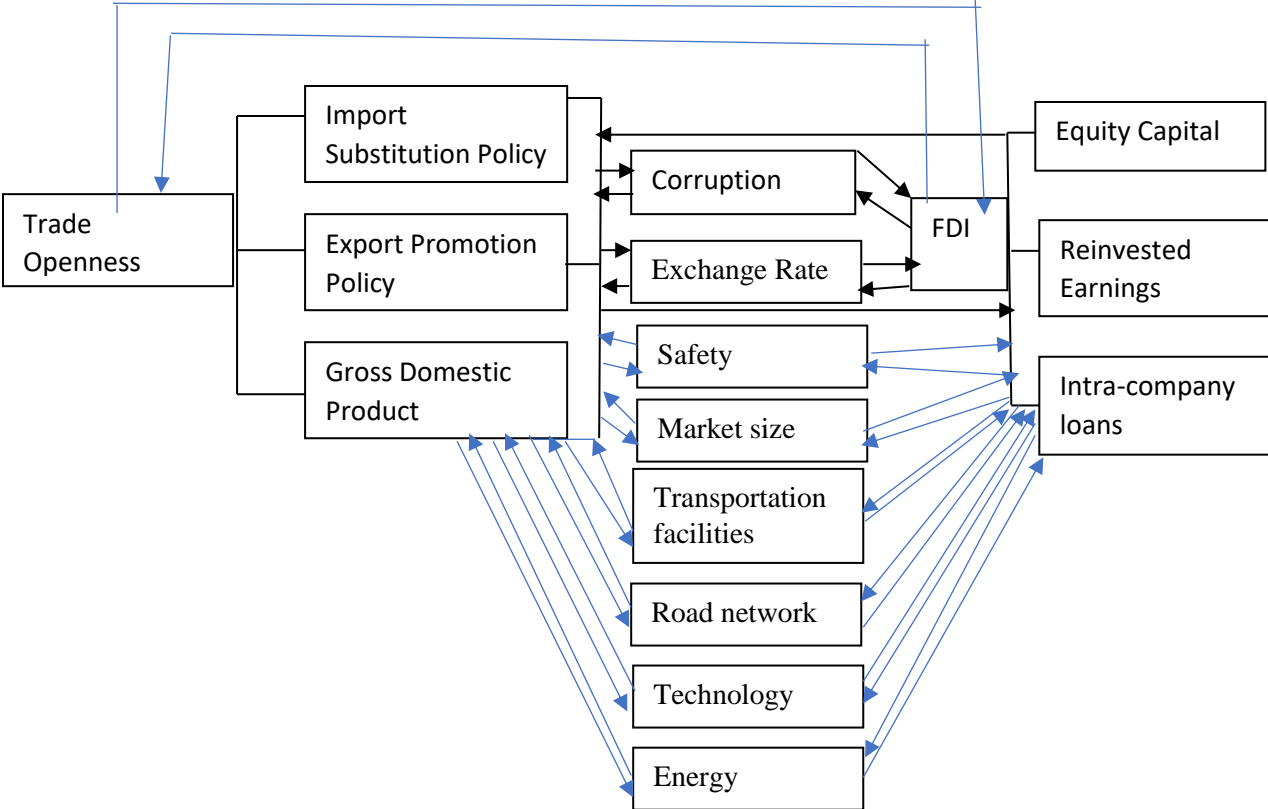 Trade
Openness
Import
Substitution Policy
Export Promotion
Policy
Gross Domestic
Product
Corruption
Exchange Rate
Safety
Market size
Transportation
facilities
Road network
Technology
Energy
FDI
Equity Capital
Reinvested
Earnings
Intra-company
loans